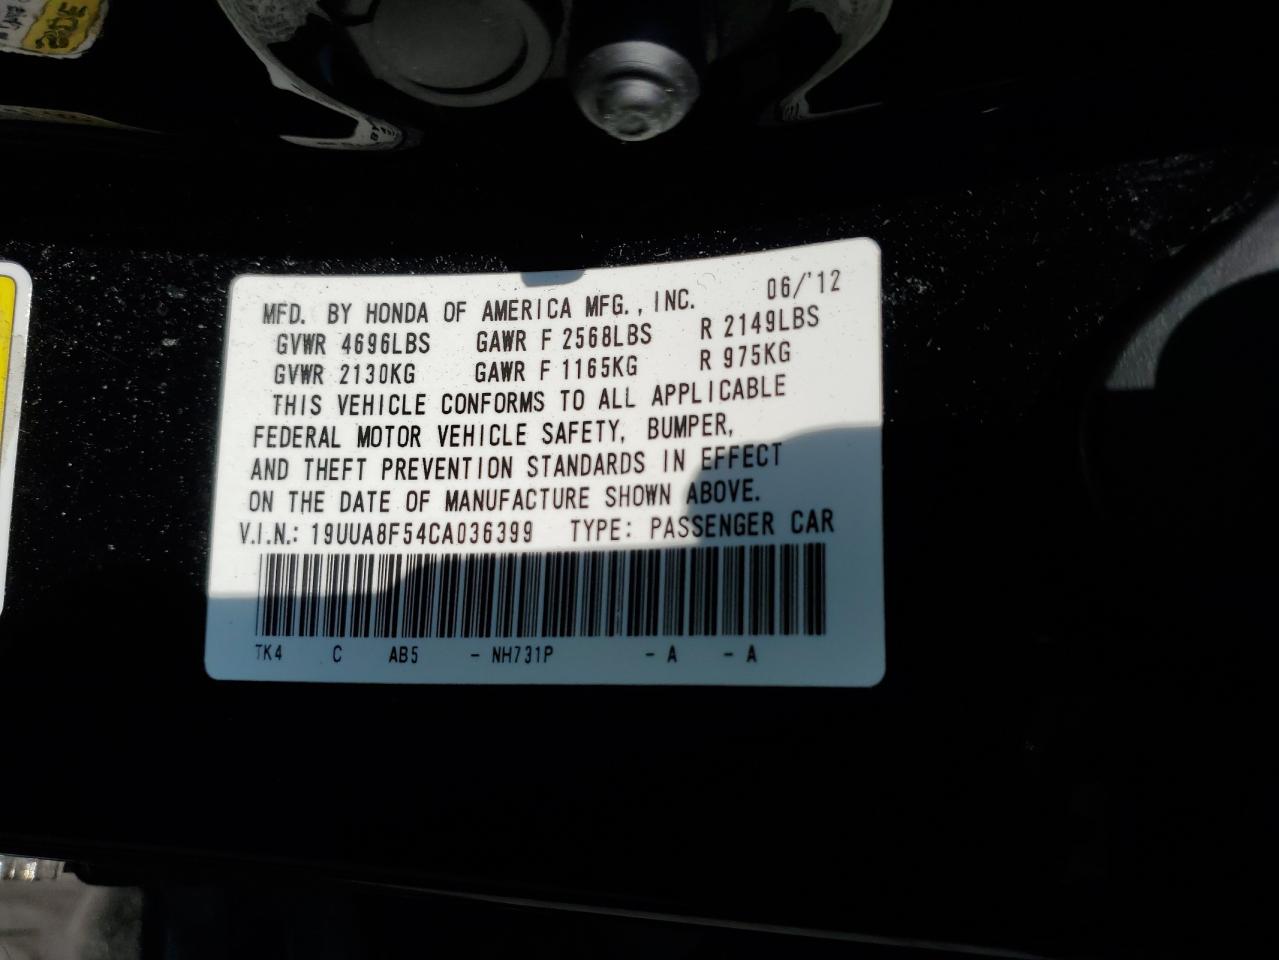 MFD. BY HONDA OF AMERICA MFG., INC. 06/'12
GVWR 4696LBS GAWR F 2568LBS R 2149LBS
GVWR 2130KG GAWR F 1165KG R 975KG
THIS VEHICLE CONFORMS TO ALL APPLICABLE
FEDERAL MOTOR VEHICLE SAFETY, BUMPER,
AND THEFT PREVENTION STANDARDS IN EFFECT
ON THE DATE OF MANUFACTURE SHOWN ABOVE.
V.I.N.: 19UUA8F54CA036399 TYPE: PASSENGER CAR
TK4 C AB5 - NH731P - A - A